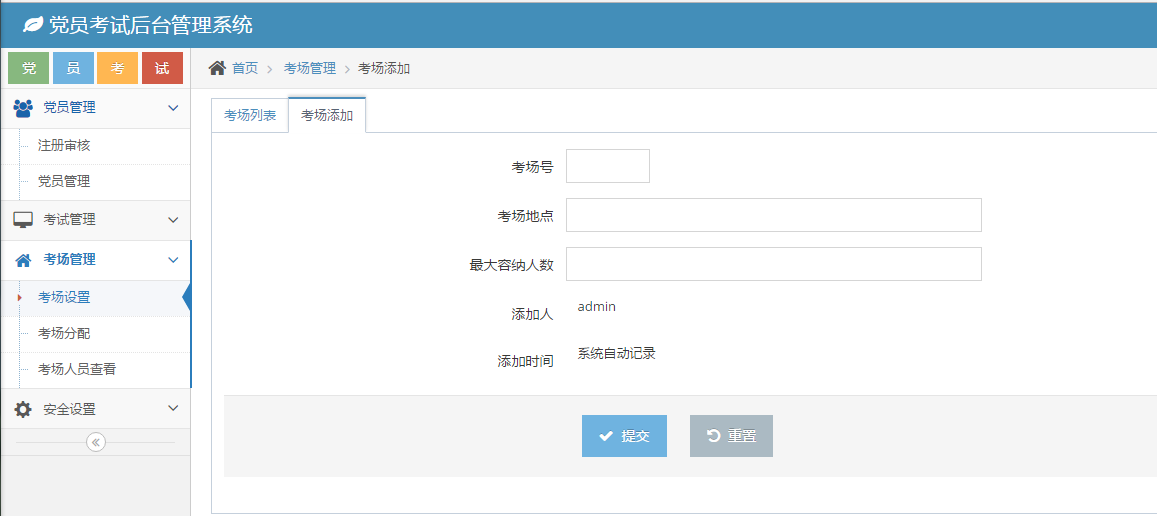 党员考试后台管理系统
党 员 考 试
首页 考场管理 考场添加
党员管理
注册审核
党员管理
考试管理
考场管理
考场设置
考场分配
考场人员查看
安全设置
考场列表 考场添加
考场号
考场地点
最大容纳人数
添加人 admin
添加时间 系统自动记录
提交 重置